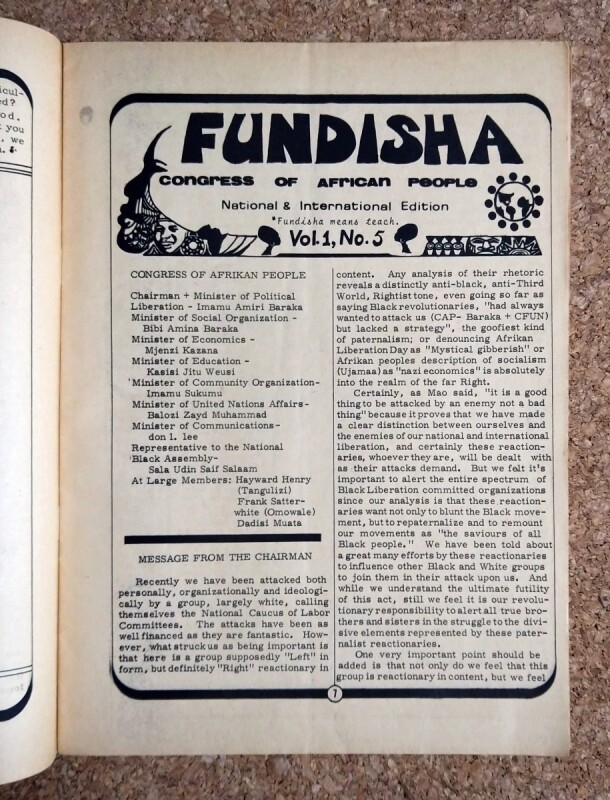 icul-
ed?
od.
you
. we
FUNDISHA
CONGRESS OF AFRICAN PEOPLE
National & International Edition
*Fundisha means teach.
Vol. 1, No. 5
CONGRESS OF AFRIKAN PEOPLE
Chairman + Minister of Political
Liberation - Imamu Amiri Baraka
Minister of Social Organization -
Bibi Amina Baraka
Minister of Economics -
Mjenzi Kazana
Minister of Education -
Kasisi Jitu Weusi
Minister of Community Organization-
Imamu Sukumu
Minister of United Nations Affairs-
Balozi Zayd Muhammad
Minister of Communications-
don l. lee
Representative to the National
Black Assembly-
Sala Udin Saif Salaam
At Large Members: Hayward Henry
(Tangulizi)
Frank Satter-
white (Omowale)
Dadisi Muata
MESSAGE FROM THE CHAIRMAN
Recently we have been attacked both
personally, organizationally and ideologi-
cally by a group, largely white, calling
themselves the National Caucus of Labor
Committees. The attacks have been as
well financed as they are fantastic. How-
ever, what struck us as being important is
that here is a group supposedly "Left" in
form, but definitely "Right" reactionary in
content. Any analysis of their rhetoric
reveals a distinctly anti-black, anti-Third
World, Rightist tone, even going so far as
saying Black revolutionaries, "had always
wanted to attack us (CAP- Baraka + CFUN)
but lacked a strategy", the goofiest kind
of paternalism; or denouncing Afrikan
Liberation Day as "Mystical gibberish" or
Afrikan peoples description of socialism
(Ujamaa) as "nazi economics" is absolutely
into the realm of the far Right.
Certainly, as Mao said, "it is a good
thing to be attacked by an enemy not a bad
thing" because it proves that we have made
a clear distinction between ourselves and
the enemies of our national and international
liberation, and certainly these reaction-
aries, whoever they are, will be dealt with
as their attacks demand. But we felt it's
important to alert the entire spectrum of
Black Liberation committed organizations
since our analysis is that these reaction-
aries want not only to blunt the Black move-
ment, but to repaternalize and to remount
our movements as "the saviours of all
Black people." We have been told about
a great many efforts by these reactionaries
to influence other Black and White groups
to join them in their attack upon us. And
while we understand the ultimate futility
of this act, still we feel it is our revolu-
tionary responsibility to alert all true bro-
thers and sisters in the struggle to the divi-
sive elements represented by these pater-
nalist reactionaries.
One very important point should be
added is that not only do we feel that this
group is reactionary in content, but we feel
7